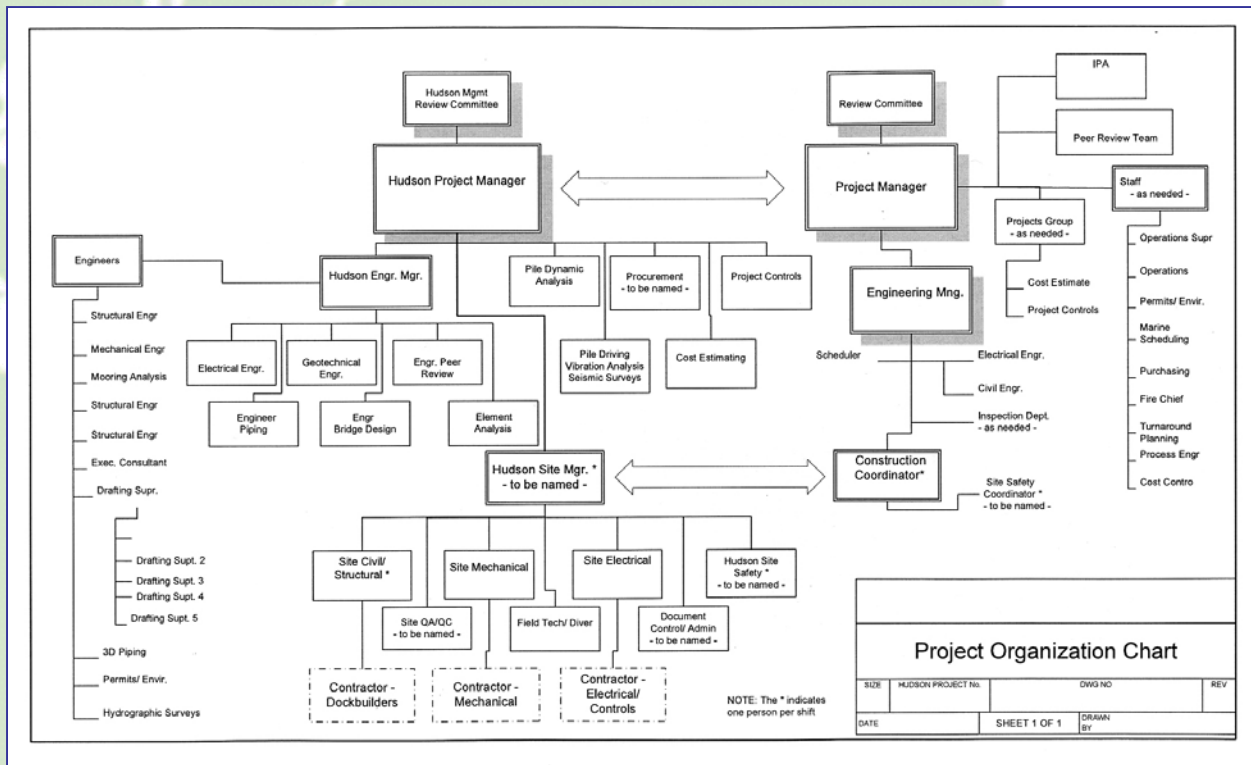 Hudson Mgmt
Review Committee
Review Committee
IPA
Peer Review Team
Hudson Project Manager
Project Manager
Staff
- as needed -
Projects Group
- as needed -
Cost Estimate
Project Controls
Operations Supr
Operations
Permits/ Envir.
Marine
Scheduling
Purchasing
Fire Chief
Turnaround
Planning
Process Engr
Cost Contro
Engineers
Hudson Engr. Mgr.
Pile Dynamic
Analysis
Procurement
- to be named -
Project Controls
Engineering Mng.
Structural Engr
Mechanical Engr
Mooring Analysis
Structural Engr
Structural Engr
Exec. Consultant
Drafting Supr.
Drafting Supt. 2
Drafting Supt. 3
Drafting Supt. 4
Drafting Supt. 5
3D Piping
Permits/ Envir.
Hydrographic Surveys
Electrical Engr.
Geotechnical
Engr.
Engr. Peer
Review
Engineer
Piping
Engr
Bridge Design
Element
Analysis
Pile Driving
Vibration Analysis
Seismic Surveys
Cost Estimating
Scheduler
Electrical Engr.
Civil Engr.
Inspection Dept.
- as needed -
Hudson Site Mgr. *
- to be named -
Construction
Coordinator*
Site Safety
Coordinator *
- to be named -
Site Civil/
Structural *
Site Mechanical
Site Electrical
Hudson Site
Safety *
- to be named -
Site QA/QC
- to be named -
Field Tech/ Diver
Document
Control/ Admin
- to be named -
Contractor -
Dockbuilders
Contractor -
Mechanical
Contractor -
Electrical/
Controls
NOTE: The * indicates
one person per shift
Project Organization Chart
SIZE
HUDSON PROJECT No.
DWG NO
REV
DATE
SHEET 1 OF 1
DRAWN
BY